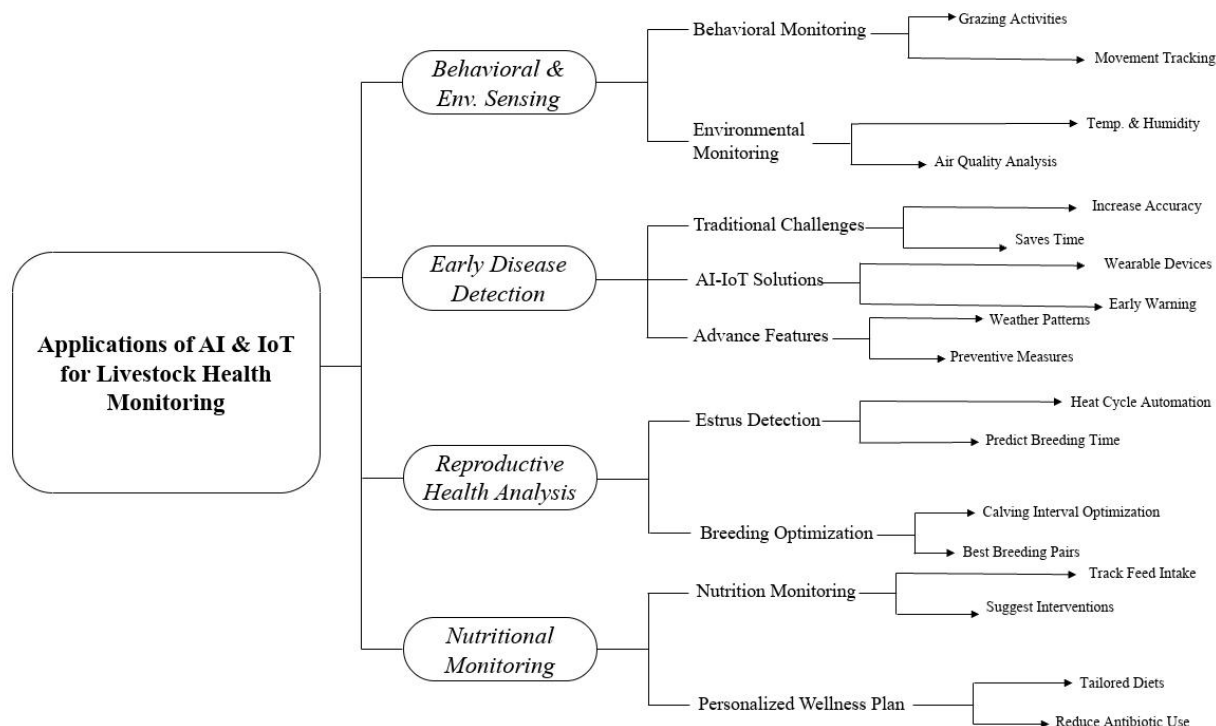 Applications of AI & IoT
for Livestock Health
Monitoring
Behavioral &
Env. Sensing
Behavioral Monitoring
Grazing Activities
Movement Tracking
Environmental
Monitoring
Temp. & Humidity
Air Quality Analysis
Early Disease
Detection
Traditional Challenges
Increase Accuracy
Saves Time
AI-IoT Solutions
Wearable Devices
Early Warning
Advance Features
Weather Patterns
Preventive Measures
Reproductive
Health Analysis
Estrus Detection
Heat Cycle Automation
Predict Breeding Time
Breeding Optimization
Calving Interval Optimization
Best Breeding Pairs
Nutritional
Monitoring
Nutrition Monitoring
Track Feed Intake
Suggest Interventions
Personalized Wellness Plan
Tailored Diets
Reduce Antibiotic Use